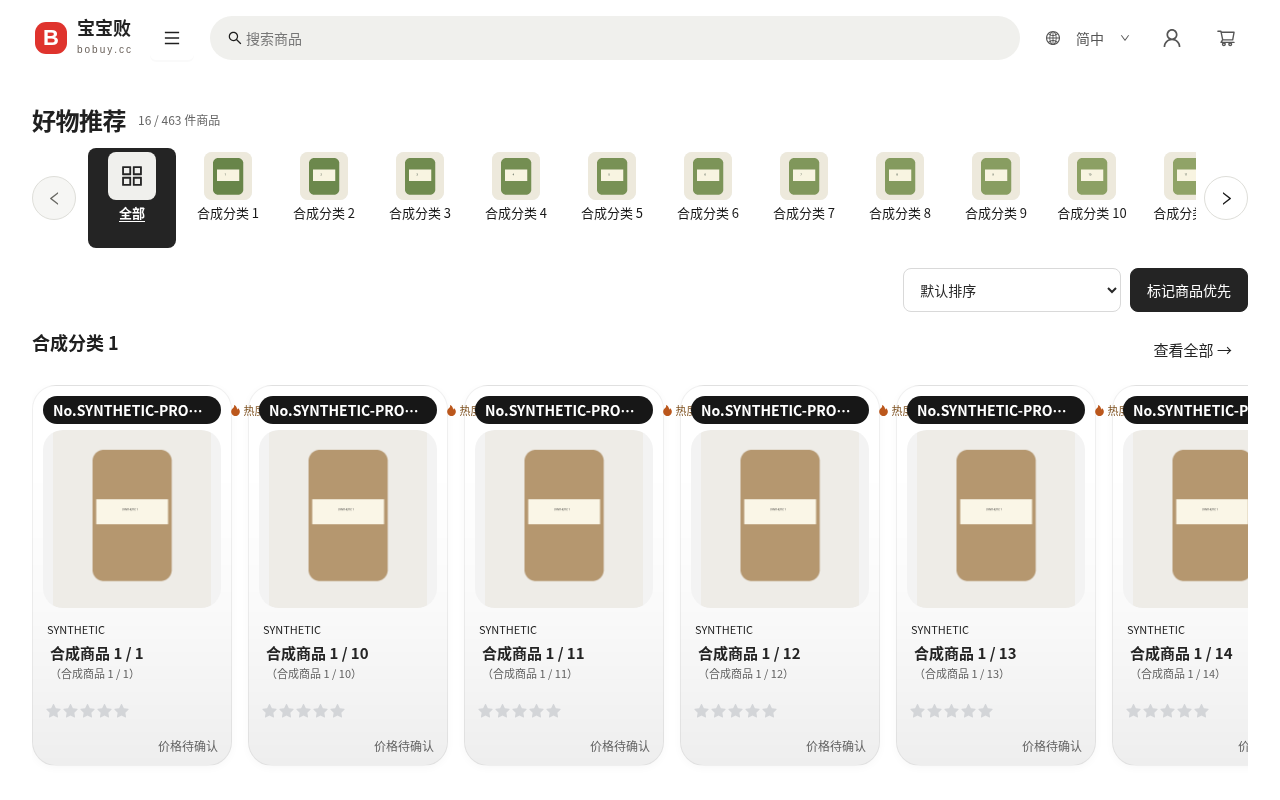 B 宝宝败
bobuy.cc
搜索商品
简中
好物推荐 16 / 463 件商品
全部
合成分类 1
合成分类 2
合成分类 3
合成分类 4
合成分类 5
合成分类 6
合成分类 7
合成分类 8
合成分类 9
合成分类 10
合成分
默认排序
标记商品优先
合成分类 1
查看全部 →
No.SYNTHETIC-PRO…
热
No.SYNTHETIC-PRO…
热
No.SYNTHETIC-PRO…
热
No.SYNTHETIC-PRO…
热
No.SYNTHETIC-PRO…
热
No.SYNTHETIC-P
SYNTHETIC
合成商品 1 / 1
（合成商品 1 / 1）
价格待确认
SYNTHETIC
合成商品 1 / 10
（合成商品 1 / 10）
价格待确认
SYNTHETIC
合成商品 1 / 11
（合成商品 1 / 11）
价格待确认
SYNTHETIC
合成商品 1 / 12
（合成商品 1 / 12）
价格待确认
SYNTHETIC
合成商品 1 / 13
（合成商品 1 / 13）
价格待确认
SYNTHETIC
合成商品 1 / 14
（合成商品 1 / 14）